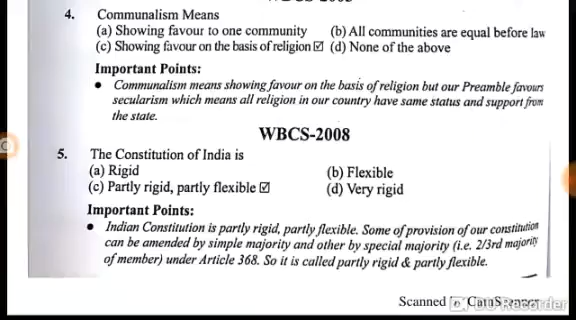 4. Communalism Means
(a) Showing favour to one community (b) All communities are equal before law
(c) Showing favour on the basis of religion ☑ (d) None of the above
Important Points:
• Communalism means showing favour on the basis of religion but our Preamble favours
secularism which means all religion in our country have same status and support from
the state.
WBCS-2008
5. The Constitution of India is
(a) Rigid (b) Flexible
(c) Partly rigid, partly flexible ☑ (d) Very rigid
Important Points:
• Indian Constitution is partly rigid, partly flexible. Some of provision of our constitution
can be amended by simple majority and other by special majority (i.e. 2/3rd majority
of member) under Article 368. So it is called partly rigid & partly flexible.
Scanned
Recorder